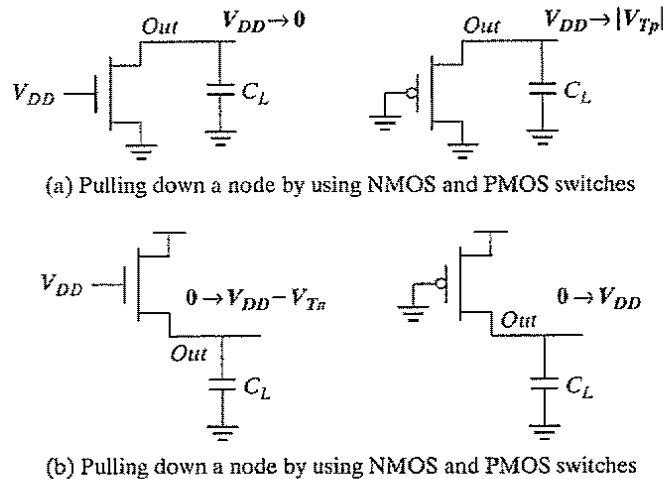 Out
V_DD → 0
V_DD
C_L
Out
V_DD → |V_Tp|
C_L
(a) Pulling down a node by using NMOS and PMOS switches
V_DD
0 → V_DD − V_Tn
Out
C_L
0 → V_DD
Out
C_L
(b) Pulling down a node by using NMOS and PMOS switches